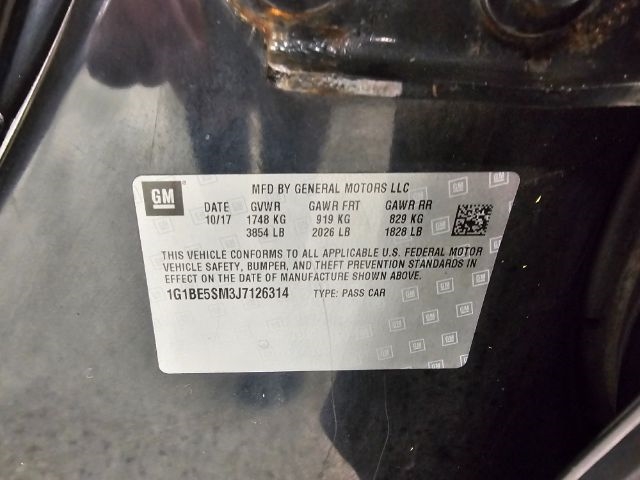 GM
MFD BY GENERAL MOTORS LLC
DATE GVWR GAWR FRT GAWR RR
10/17 1748 KG 919 KG 829 KG
3854 LB 2026 LB 1828 LB
THIS VEHICLE CONFORMS TO ALL APPLICABLE U.S. FEDERAL MOTOR
VEHICLE SAFETY, BUMPER, AND THEFT PREVENTION STANDARDS IN
EFFECT ON THE DATE OF MANUFACTURE SHOWN ABOVE.
1G1BE5SM3J7126314 TYPE: PASS CAR